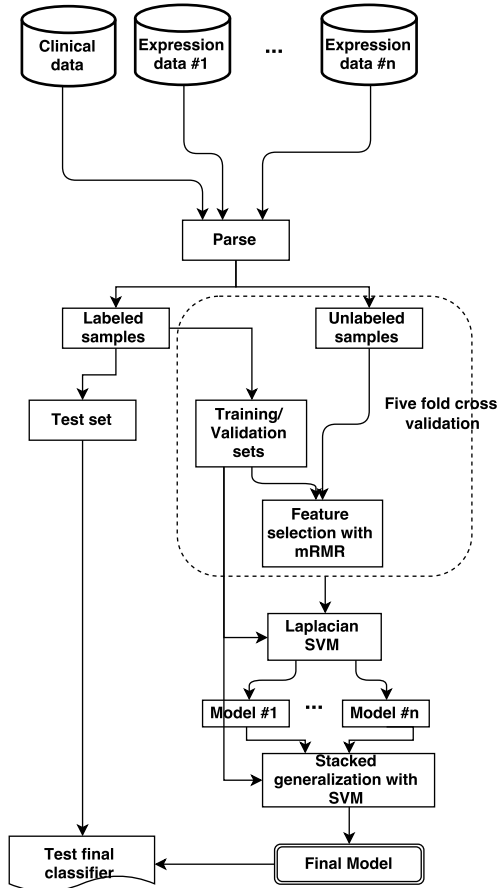 Clinical
data
Expression
data #1
...
Expression
data #n
Parse
Labeled
samples
Unlabeled
samples
Test set
Training/
Validation
sets
Five fold cross
validation
Feature
selection with
mRMR
Laplacian
SVM
Model #1
...
Model #n
Stacked
generalization with
SVM
Test final
classifier
Final Model